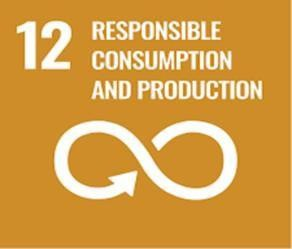 12 RESPONSIBLE
CONSUMPTION
AND PRODUCTION